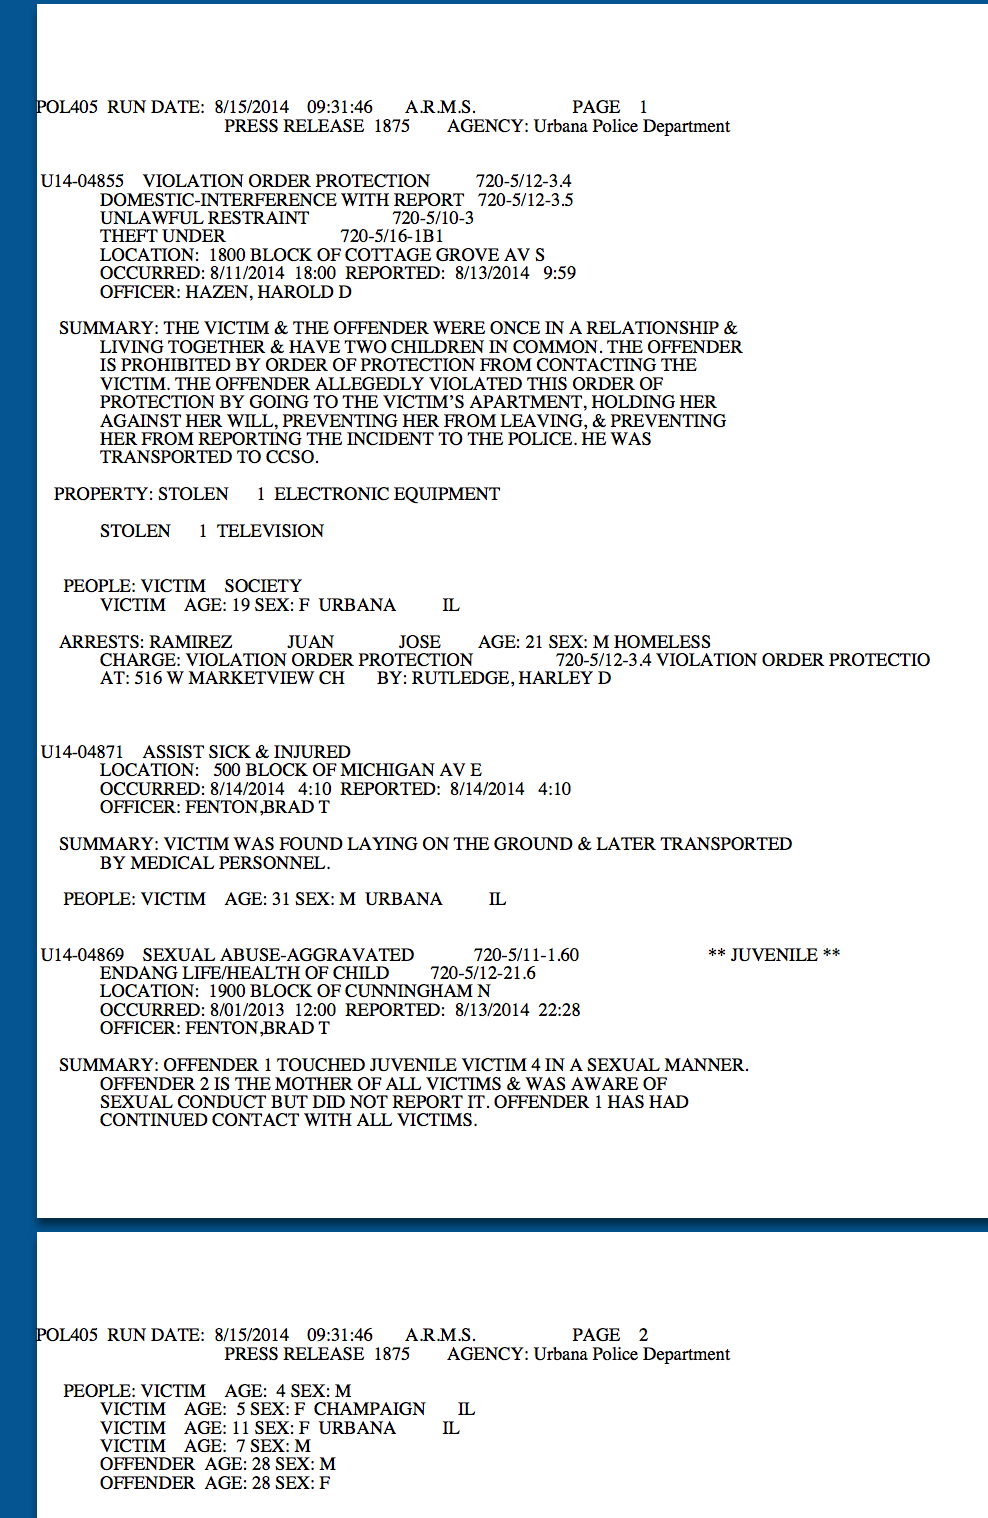 POL405 RUN DATE: 8/15/2014 09:31:46 A.R.M.S. PAGE 1
PRESS RELEASE 1875 AGENCY: Urbana Police Department
U14-04855 VIOLATION ORDER PROTECTION 720-5/12-3.4
DOMESTIC-INTERFERENCE WITH REPORT 720-5/12-3.5
UNLAWFUL RESTRAINT 720-5/10-3
THEFT UNDER 720-5/16-1B1
LOCATION: 1800 BLOCK OF COTTAGE GROVE AV S
OCCURRED: 8/11/2014 18:00 REPORTED: 8/13/2014 9:59
OFFICER: HAZEN, HAROLD D
SUMMARY: THE VICTIM & THE OFFENDER WERE ONCE IN A RELATIONSHIP &
LIVING TOGETHER & HAVE TWO CHILDREN IN COMMON. THE OFFENDER
IS PROHIBITED BY ORDER OF PROTECTION FROM CONTACTING THE
VICTIM. THE OFFENDER ALLEGEDLY VIOLATED THIS ORDER OF
PROTECTION BY GOING TO THE VICTIM'S APARTMENT, HOLDING HER
AGAINST HER WILL, PREVENTING HER FROM LEAVING, & PREVENTING
HER FROM REPORTING THE INCIDENT TO THE POLICE. HE WAS
TRANSPORTED TO CCSO.
PROPERTY: STOLEN 1 ELECTRONIC EQUIPMENT
STOLEN 1 TELEVISION
PEOPLE: VICTIM SOCIETY
VICTIM AGE: 19 SEX: F URBANA IL
ARRESTS: RAMIREZ JUAN JOSE AGE: 21 SEX: M HOMELESS
CHARGE: VIOLATION ORDER PROTECTION 720-5/12-3.4 VIOLATION ORDER PROTECTIO
AT: 516 W MARKETVIEW CH BY: RUTLEDGE, HARLEY D
U14-04871 ASSIST SICK & INJURED
LOCATION: 500 BLOCK OF MICHIGAN AV E
OCCURRED: 8/14/2014 4:10 REPORTED: 8/14/2014 4:10
OFFICER: FENTON,BRAD T
SUMMARY: VICTIM WAS FOUND LAYING ON THE GROUND & LATER TRANSPORTED
BY MEDICAL PERSONNEL.
PEOPLE: VICTIM AGE: 31 SEX: M URBANA IL
U14-04869 SEXUAL ABUSE-AGGRAVATED 720-5/11-1.60 ** JUVENILE **
ENDANG LIFE/HEALTH OF CHILD 720-5/12-21.6
LOCATION: 1900 BLOCK OF CUNNINGHAM N
OCCURRED: 8/01/2013 12:00 REPORTED: 8/13/2014 22:28
OFFICER: FENTON,BRAD T
SUMMARY: OFFENDER 1 TOUCHED JUVENILE VICTIM 4 IN A SEXUAL MANNER.
OFFENDER 2 IS THE MOTHER OF ALL VICTIMS & WAS AWARE OF
SEXUAL CONDUCT BUT DID NOT REPORT IT. OFFENDER 1 HAS HAD
CONTINUED CONTACT WITH ALL VICTIMS.
POL405 RUN DATE: 8/15/2014 09:31:46 A.R.M.S. PAGE 2
PRESS RELEASE 1875 AGENCY: Urbana Police Department
PEOPLE: VICTIM AGE: 4 SEX: M
VICTIM AGE: 5 SEX: F CHAMPAIGN IL
VICTIM AGE: 11 SEX: F URBANA IL
VICTIM AGE: 7 SEX: M
OFFENDER AGE: 28 SEX: M
OFFENDER AGE: 28 SEX: F